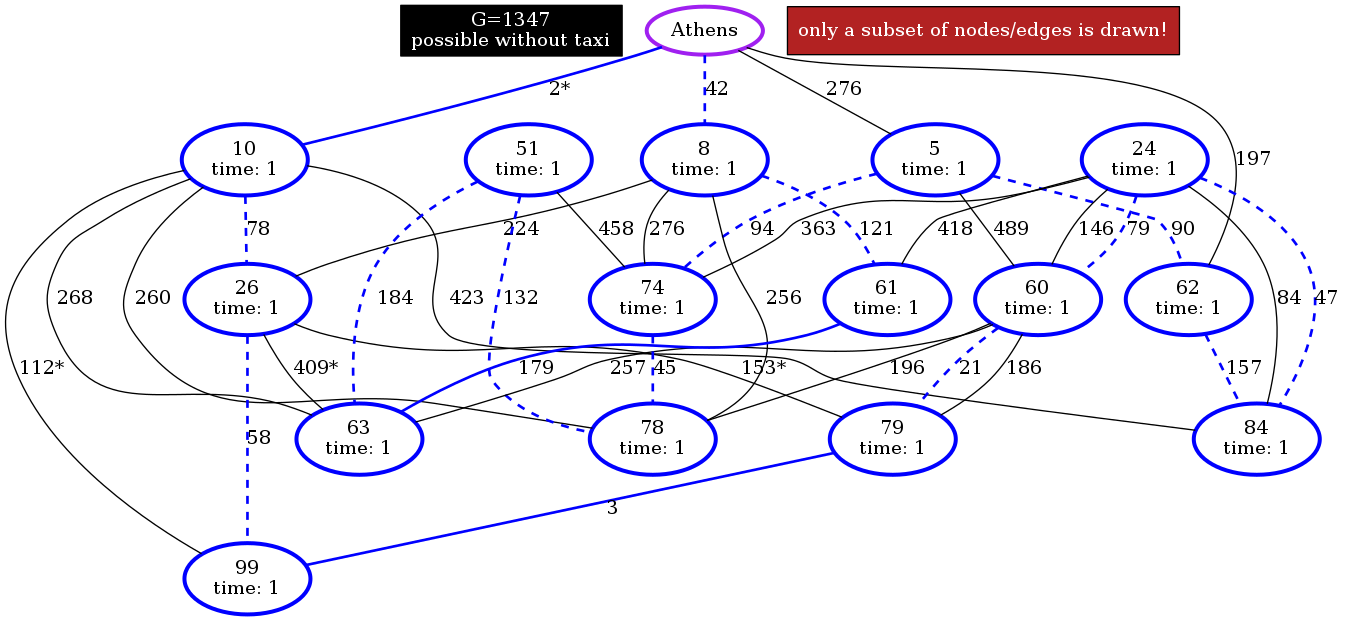 G=1347
possible without taxi
Athens
only a subset of nodes/edges is drawn!
2*
42
276
197
10
time: 1
51
time: 1
8
time: 1
5
time: 1
24
time: 1
78
224
458
276
94
363
121
418
489
146
79
90
26
time: 1
74
time: 1
61
time: 1
60
time: 1
62
time: 1
268
260
184
423
132
256
84
47
112*
409*
179
257
45
153*
196
21
186
157
63
time: 1
78
time: 1
79
time: 1
84
time: 1
58
3
99
time: 1